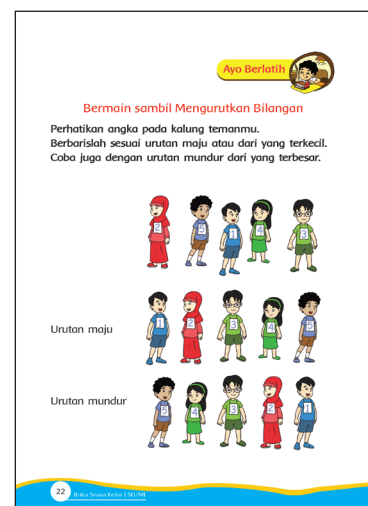 Ayo Berlatih
Bermain sambil Mengurutkan Bilangan
Perhatikan angka pada kalung temanmu.
Berbarislah sesuai urutan maju atau dari yang terkecil.
Coba juga dengan urutan mundur dari yang terbesar.
2 5 1 4 3
Urutan maju
1 2 3 4 5
Urutan mundur
5 4 3 2 1
22 Buku Siswa Kelas I SD/MI